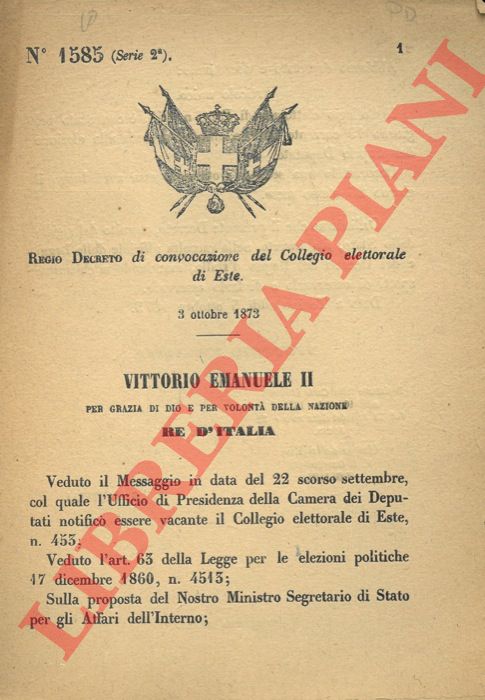 N° 1585 (Serie 2ª).
1
REGIO DECRETO di convocazione del Collegio elettorale
di Este.
3 ottobre 1873
VITTORIO EMANUELE II
PER GRAZIA DI DIO E PER VOLONTÀ DELLA NAZIONE
RE D'ITALIA
Veduto il Messaggio in data del 22 scorso settembre,
col quale l'Ufficio di Presidenza della Camera dei Depu-
tati notificò essere vacante il Collegio elettorale di Este,
n. 453;
Veduto l'art. 63 della Legge per le elezioni politiche
17 dicembre 1860, n. 4513;
Sulla proposta del Nostro Ministro Segretario di Stato
per gli Affari dell'Interno;
LIBRERIA PIANI